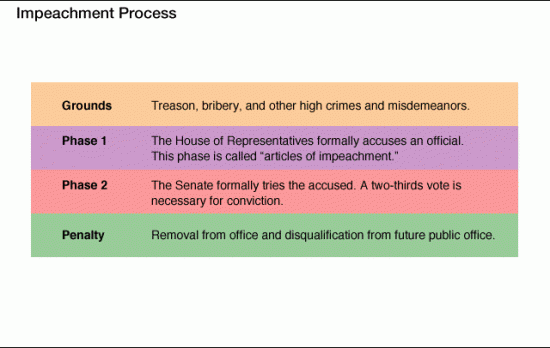 Impeachment Process
Grounds Treason, bribery, and other high crimes and misdemeanors.
Phase 1 The House of Representatives formally accuses an official.
This phase is called “articles of impeachment.”
Phase 2 The Senate formally tries the accused. A two-thirds vote is
necessary for conviction.
Penalty Removal from office and disqualification from future public office.